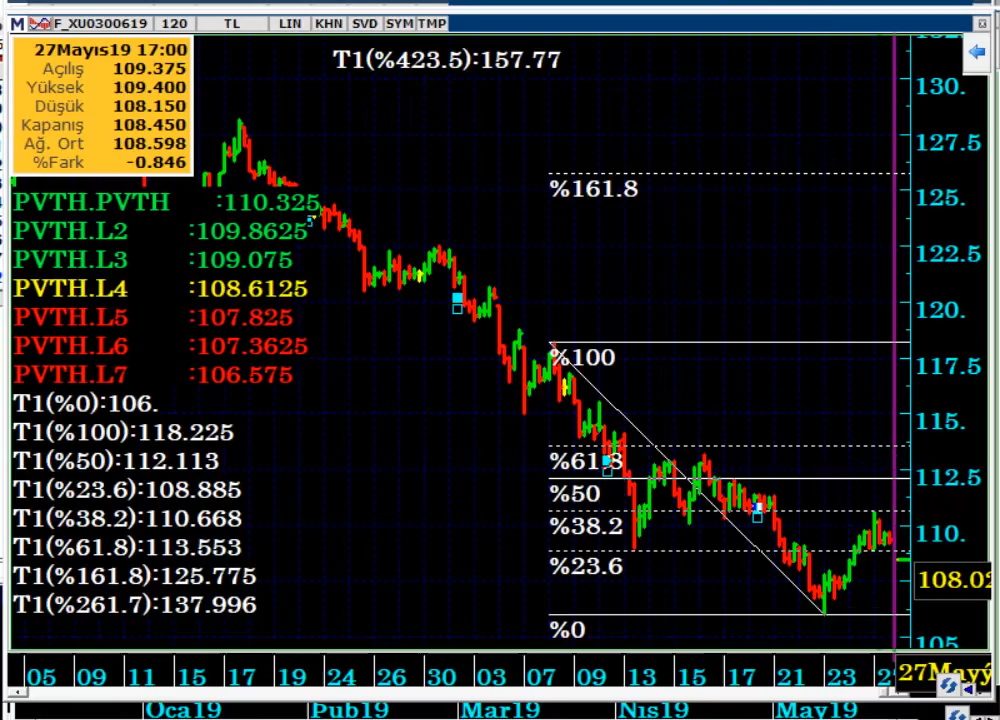 M F_XU0300619 120 TL LIN KHN SVD SYM TMP
27Mayıs19 17:00
Açılış 109.375
Yüksek 109.400
Düşük 108.150
Kapanış 108.450
Ağ. Ort 108.598
%Fark -0.846
T1(%423.5):157.77
PVTH.PVTH :110.325
PVTH.L2 :109.8625
PVTH.L3 :109.075
PVTH.L4 :108.6125
PVTH.L5 :107.825
PVTH.L6 :107.3625
PVTH.L7 :106.575
T1(%0):106.
T1(%100):118.225
T1(%50):112.113
T1(%23.6):108.885
T1(%38.2):110.668
T1(%61.8):113.553
T1(%161.8):125.775
T1(%261.7):137.996
%161.8
%100
%61.8
%50
%38.2
%23.6
%0
130.
127.5
125.
122.5
120.
117.5
115.
112.5
110.
108.02
105
05 09 11 15 17 22 24 26 30 03 07 09 13 15 17 21 23 27Mayý
Oca19 Þub19 Mar19 Nıs19 May19